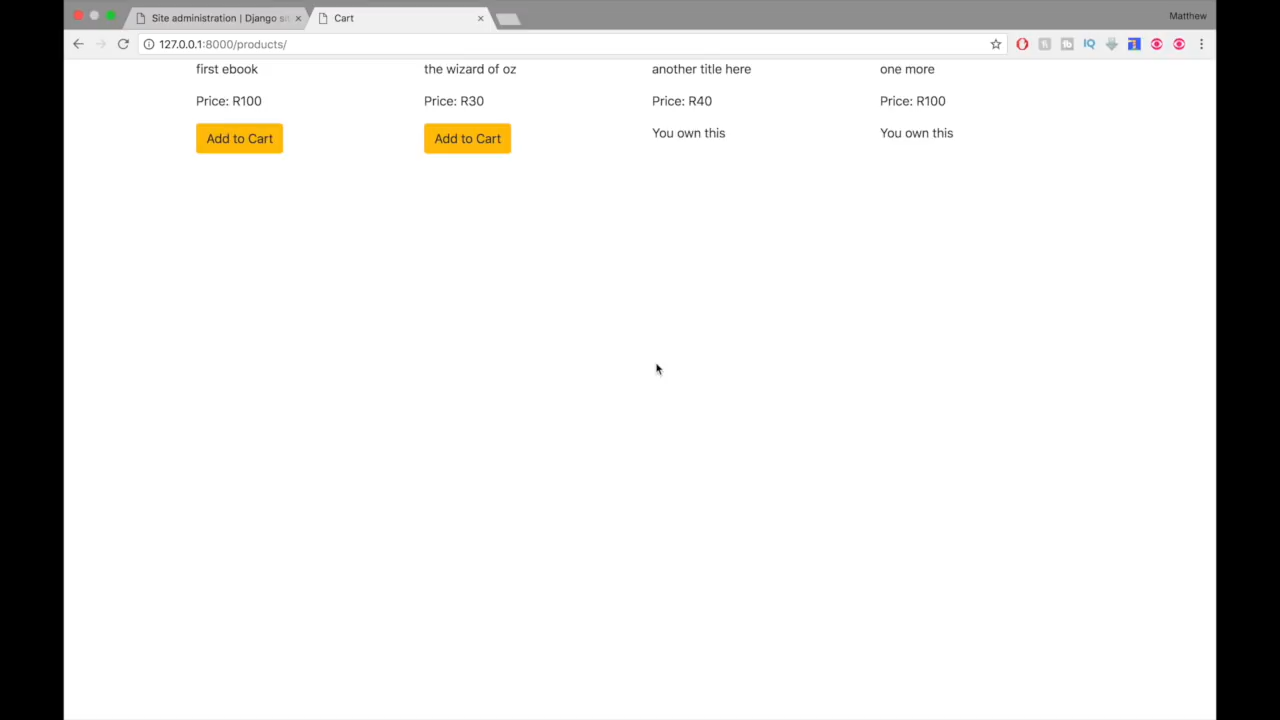 Site administration | Django si
Cart
Matthew
127.0.0.1:8000/products/
IQ
first ebook
the wizard of oz
another title here
one more
Price: R100
Price: R30
Price: R40
Price: R100
Add to Cart
Add to Cart
You own this
You own this